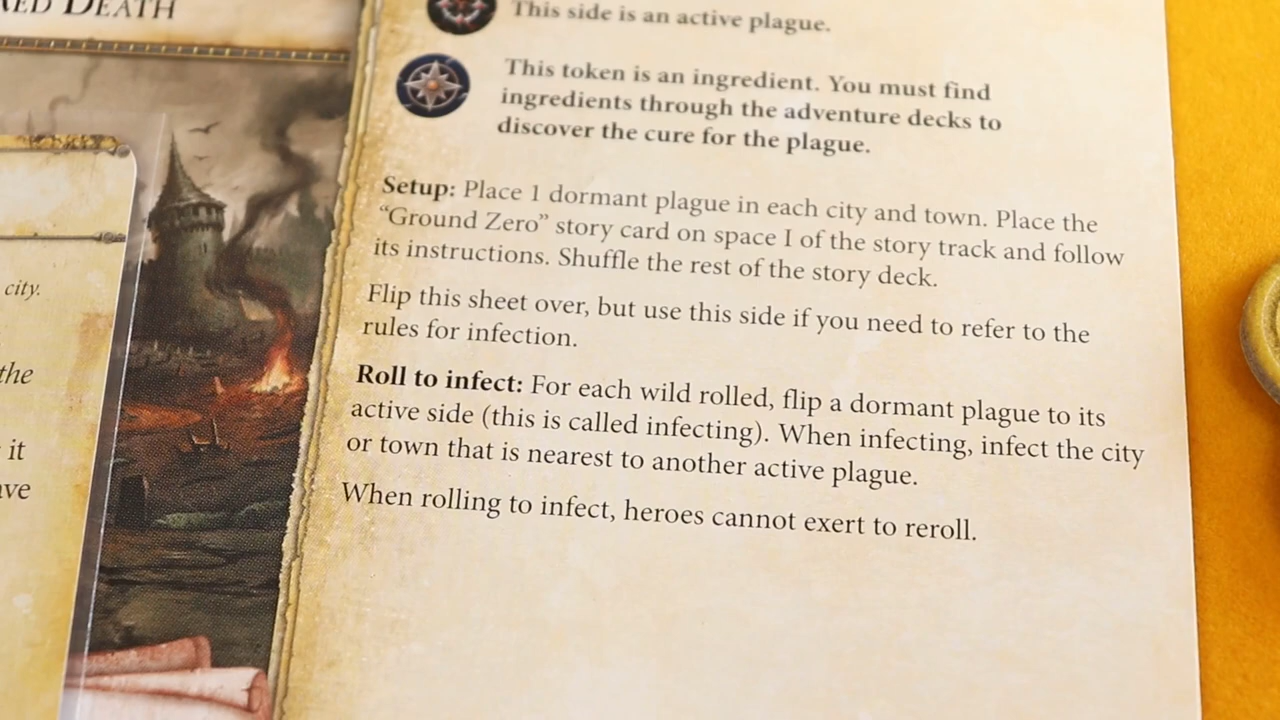 DEATH
This side is an active plague.
This token is an ingredient. You must find
ingredients through the adventure decks to
discover the cure for the plague.
Setup: Place 1 dormant plague in each city and town. Place the
“Ground Zero” story card on space I of the story track and follow
its instructions. Shuffle the rest of the story deck.
Flip this sheet over, but use this side if you need to refer to the
rules for infection.
Roll to infect: For each wild rolled, flip a dormant plague to its
active side (this is called infecting). When infecting, infect the city
or town that is nearest to another active plague.
When rolling to infect, heroes cannot exert to reroll.
city.
the
it